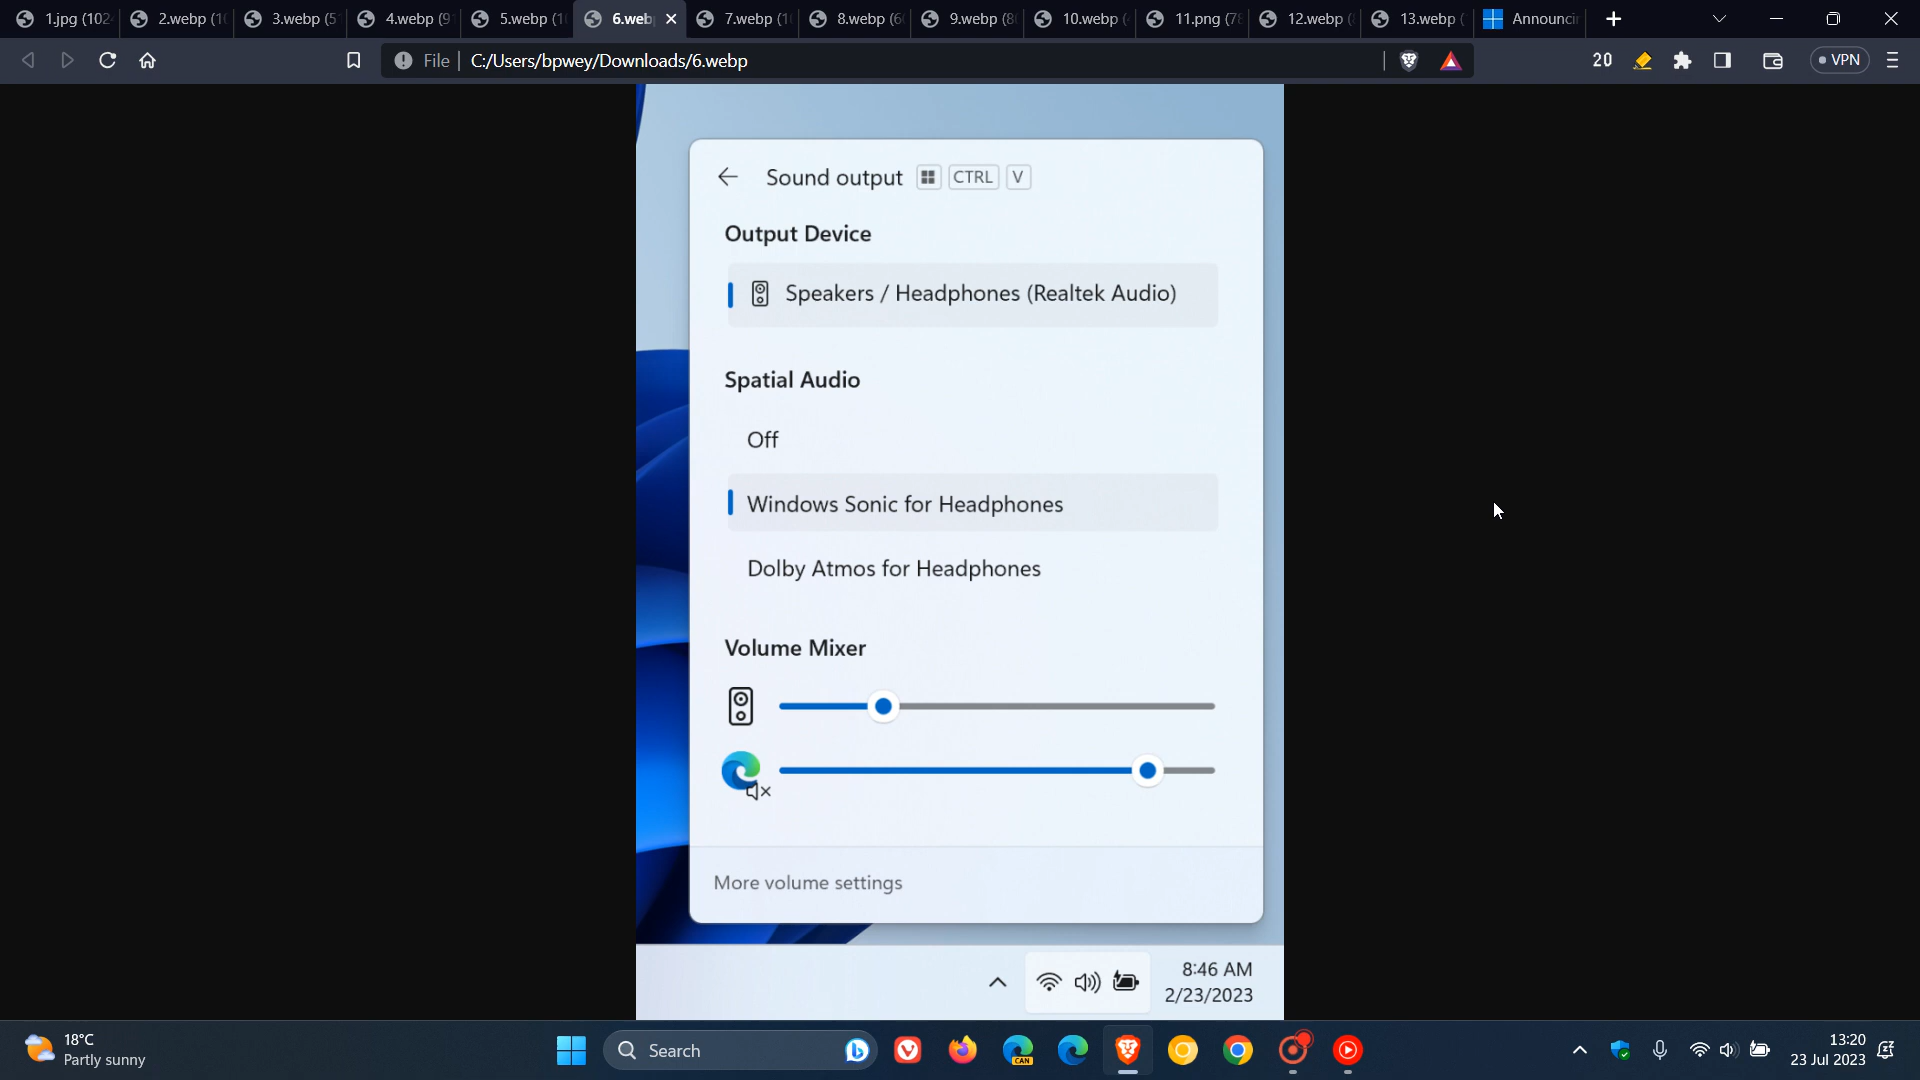 1.jpg (102
2.webp (1
3.webp (5
4.webp (9
5.webp (1
6.web
7.webp (1
8.webp (6
9.webp (8
10.webp (
11.png (78
12.webp (
13.webp (
Announci
File C:/Users/bpwey/Downloads/6.webp
20
VPN
Sound output CTRL V
Output Device
Speakers / Headphones (Realtek Audio)
Spatial Audio
Off
Windows Sonic for Headphones
Dolby Atmos for Headphones
Volume Mixer
More volume settings
8:46 AM
2/23/2023
18°C
Partly sunny
Search
CAN
13:20
23 Jul 2023